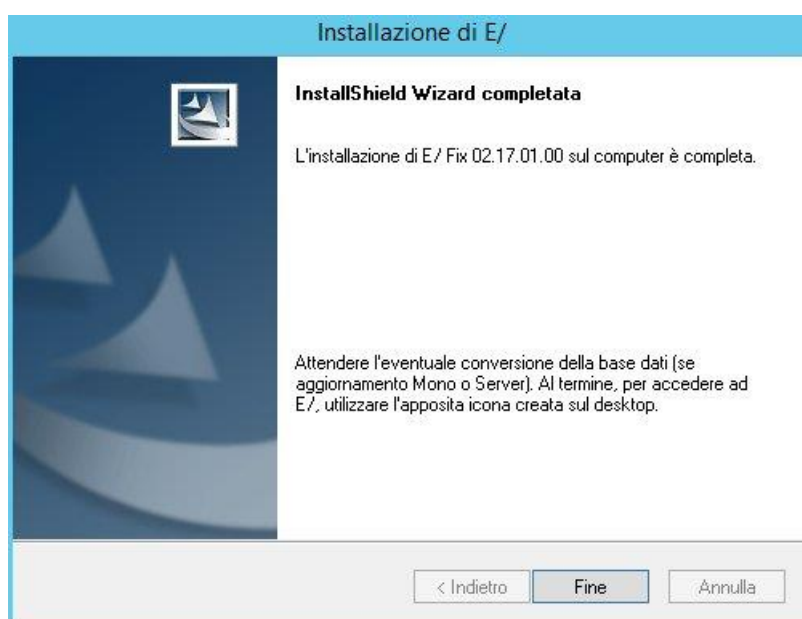 Installazione di E/
InstallShield Wizard completata
L'installazione di E/ Fix 02.17.01.00 sul computer è completa.
Attendere l'eventuale conversione della base dati (se
aggiornamento Mono o Server). Al termine, per accedere ad
E/, utilizzare l'apposita icona creata sul desktop.
< Indietro
Fine
Annulla